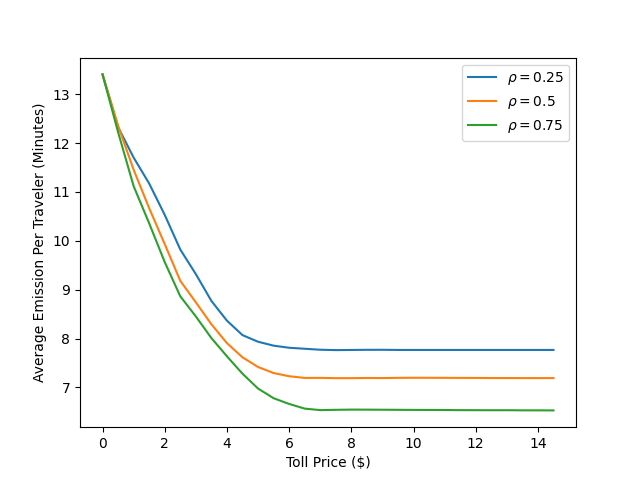 ρ = 0.25
ρ = 0.5
ρ = 0.75
Average Emission Per Traveler (Minutes)
13
12
11
10
9
8
7
0 2 4 6 8 10 12 14
Toll Price ($)